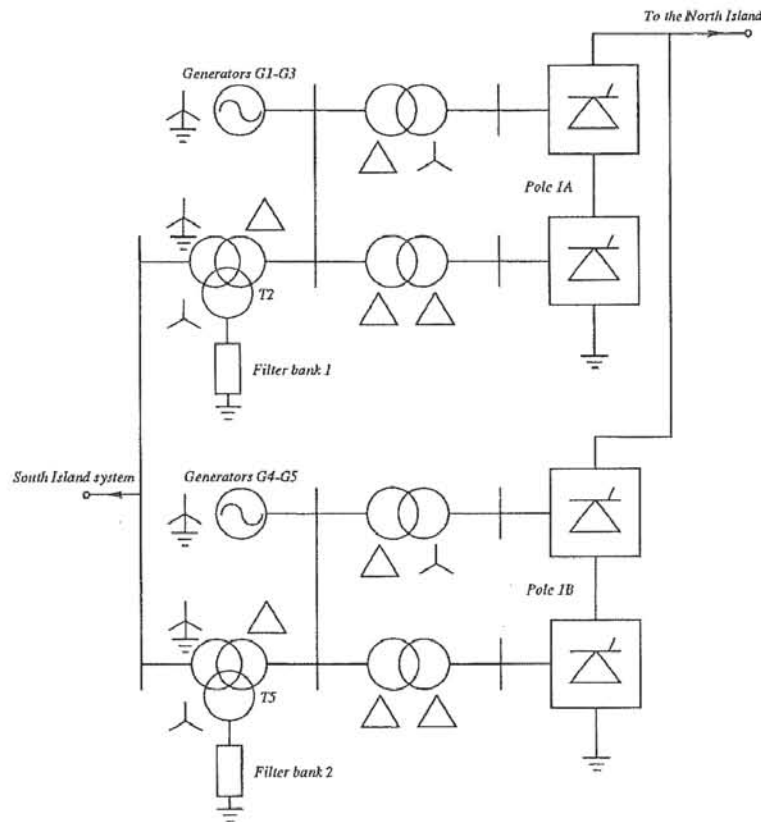 To the North Island
Generators G1-G3
Pole 1A
T2
Filter bank 1
South Island system
Generators G4-G5
Pole 1B
T5
Filter bank 2